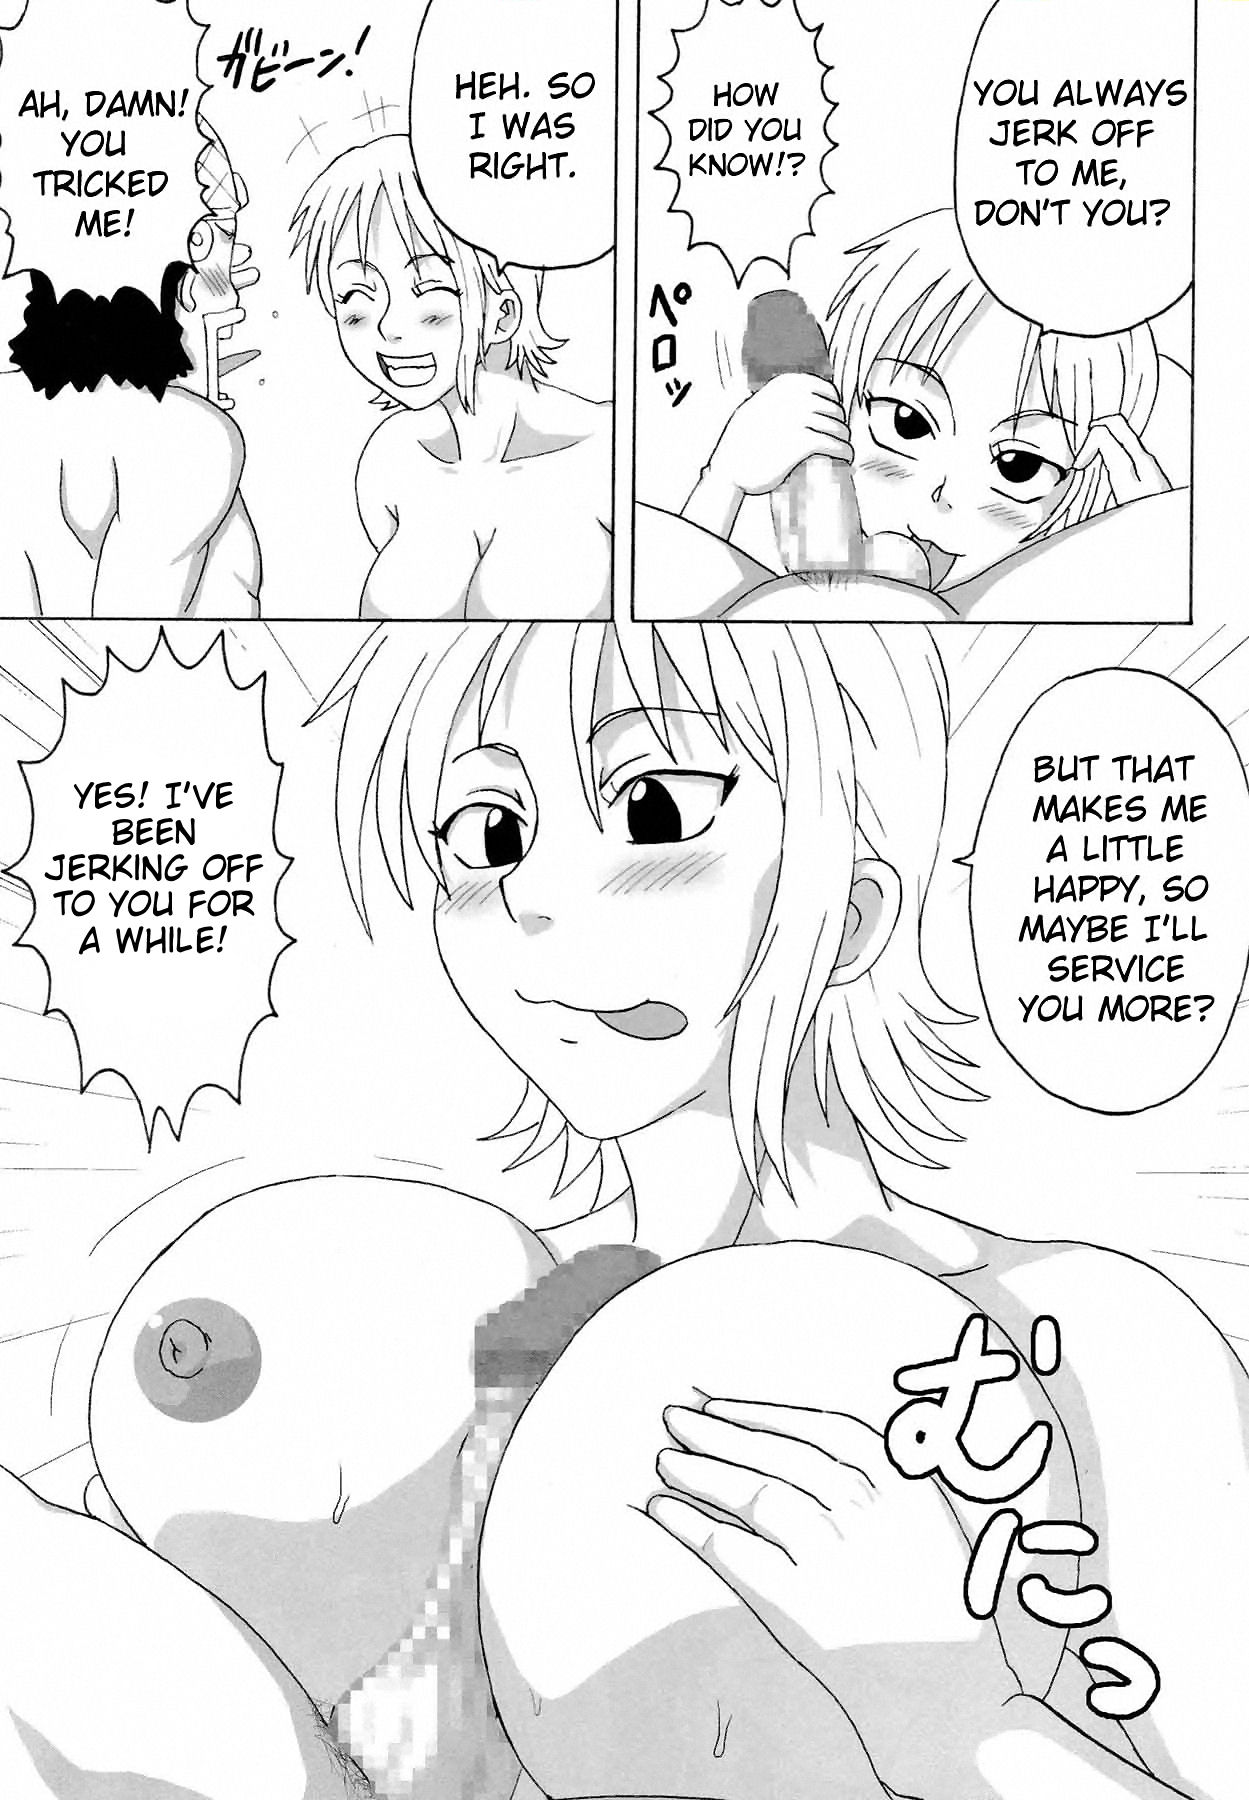 YOU ALWAYS
JERK OFF
TO ME,
DON'T YOU?
HOW
DID YOU
KNOW!?
ペロッ
HEH. SO
I WAS
RIGHT.
ガビーン!
AH, DAMN!
YOU
TRICKED
ME!
BUT THAT
MAKES ME
A LITTLE
HAPPY, SO
MAYBE I'LL
SERVICE
YOU MORE?
YES! I'VE
BEEN
JERKING OFF
TO YOU FOR
A WHILE!
むにっ